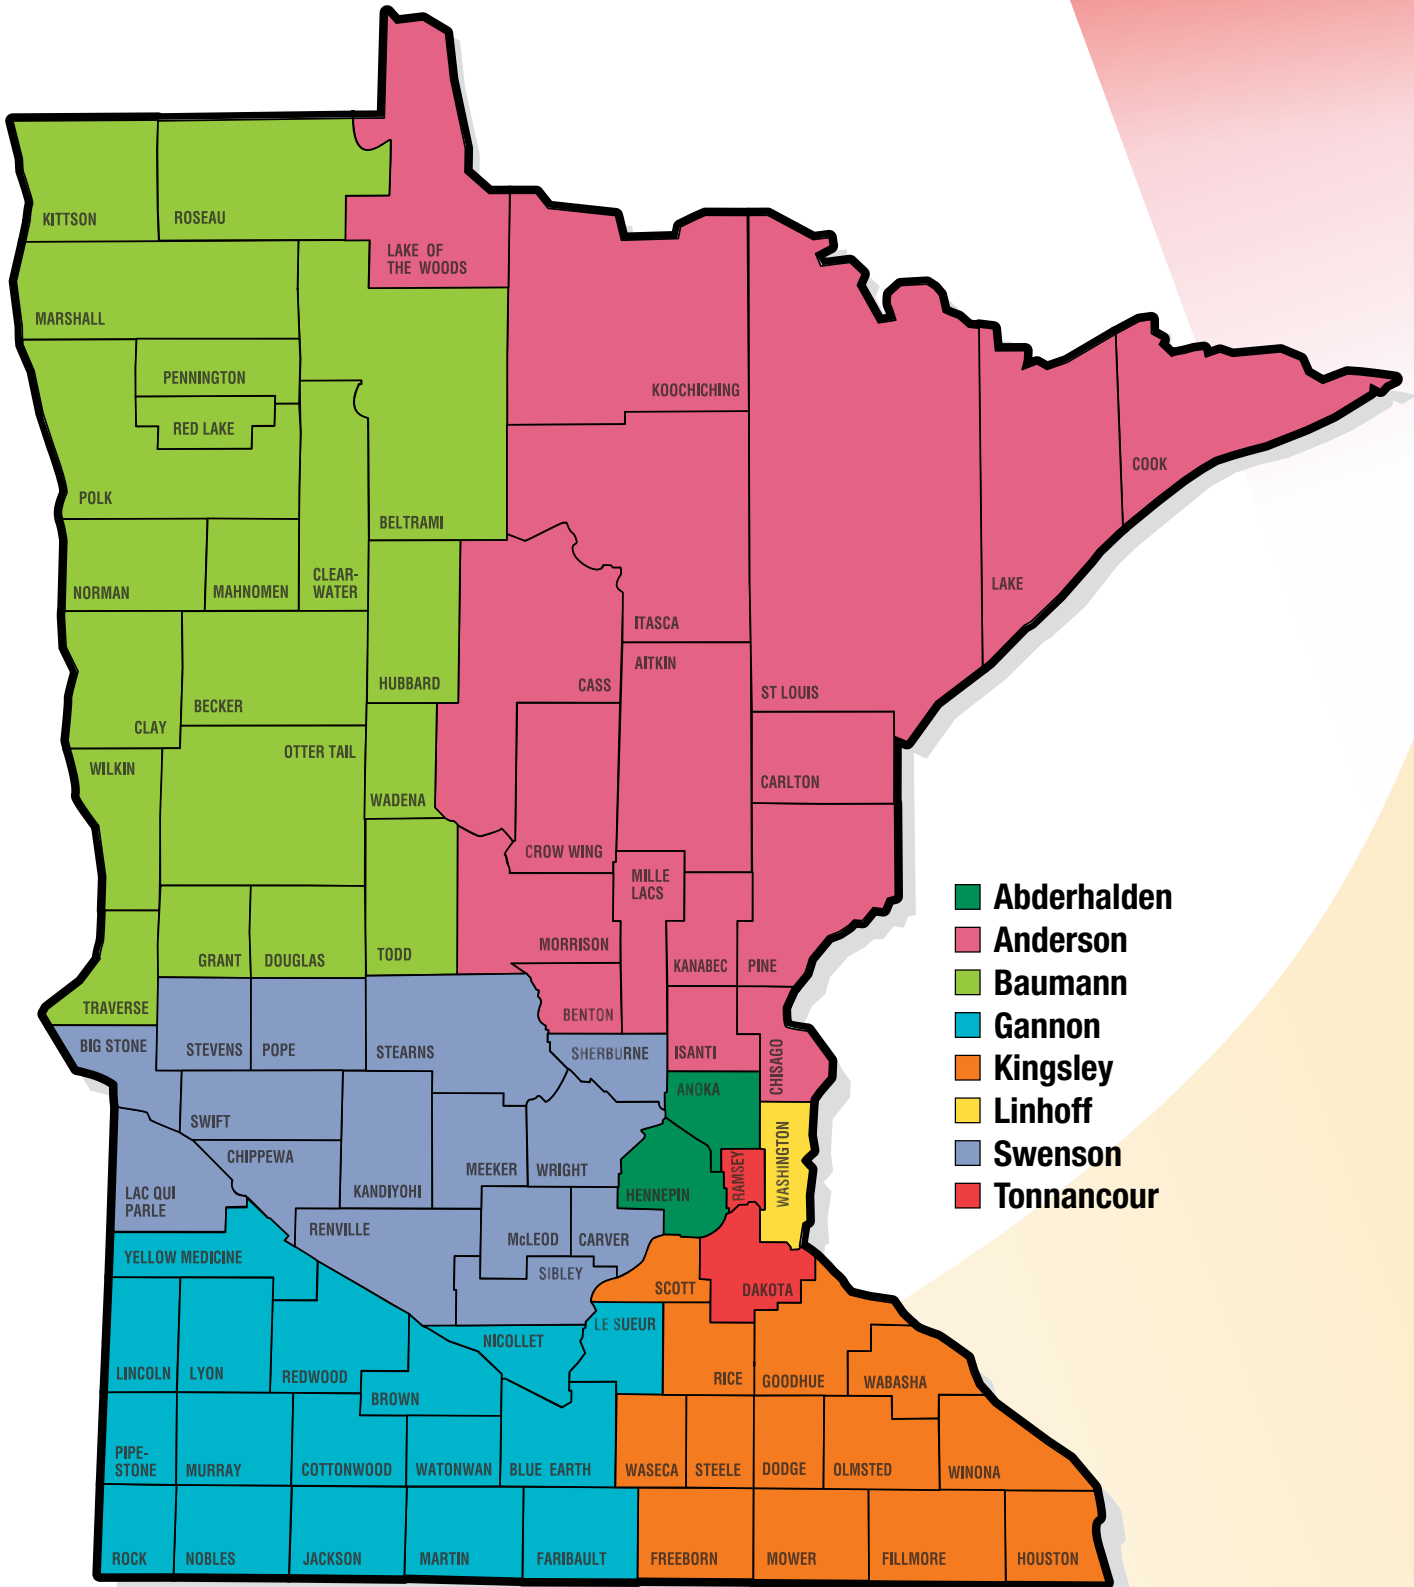 KITTSON
ROSEAU
LAKE OF
THE WOODS
MARSHALL
PENNINGTON
KOOCHICHING
RED LAKE
COOK
POLK
BELTRAMI
NORMAN
MAHNOMEN
CLEAR-
WATER
LAKE
ITASCA
AITKIN
HUBBARD
CASS
ST LOUIS
BECKER
CLAY
OTTER TAIL
WILKIN
WADENA
CARLTON
CROW WING
MILLE
LACS
MORRISON
TODD
GRANT
DOUGLAS
KANABEC
PINE
TRAVERSE
BENTON
BIG STONE
STEVENS
POPE
STEARNS
SHERBURNE
ISANTI
CHISAGO
ANOKA
SWIFT
CHIPPEWA
MEEKER
WRIGHT
WASHINGTON
RAMSEY
LAC QUI
PARLE
KANDIYOHI
HENNEPIN
RENVILLE
McLEOD
CARVER
YELLOW MEDICINE
SIBLEY
SCOTT
DAKOTA
NICOLLET
LE SUEUR
LINCOLN
LYON
REDWOOD
BROWN
RICE
GOODHUE
WABASHA
PIPE-
STONE
MURRAY
COTTONWOOD
WATONWAN
BLUE EARTH
WASECA
STEELE
DODGE
OLMSTED
WINONA
ROCK
NOBLES
JACKSON
MARTIN
FARIBAULT
FREEBORN
MOWER
FILLMORE
HOUSTON
Abderhalden
Anderson
Baumann
Gannon
Kingsley
Linhoff
Swenson
Tonnancour